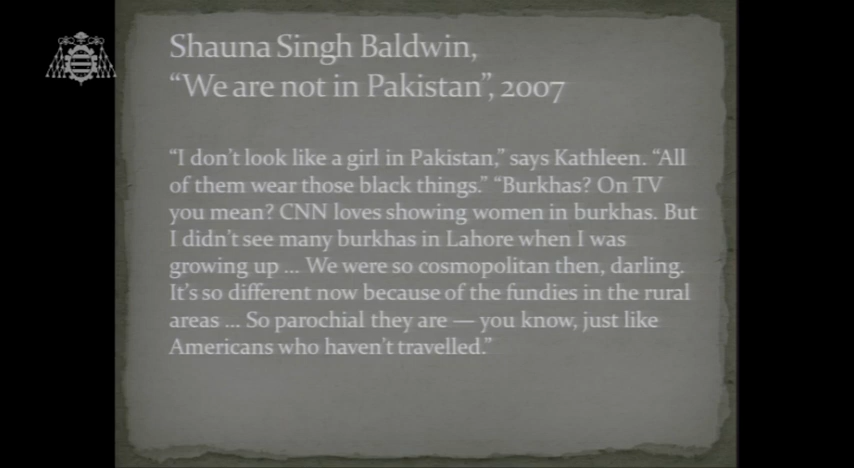 Shauna Singh Baldwin,
“We are not in Pakistan”, 2007
“I don’t look like a girl in Pakistan,” says Kathleen. “All
of them wear those black things.” “Burkhas? On TV
you mean? CNN loves showing women in burkhas. But
I didn’t see many burkhas in Lahore when I was
growing up ... We were so cosmopolitan then, darling.
It’s so different now because of the fundies in the rural
areas ... So parochial they are — you know, just like
Americans who haven’t travelled.”